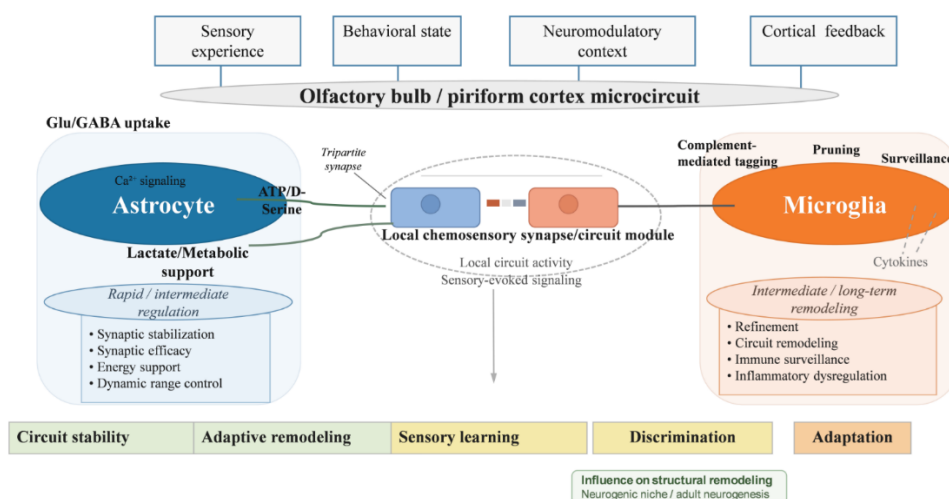 Sensory
experience
Behavioral state
Neuromodulatory
context
Cortical feedback
Olfactory bulb / piriform cortex microcircuit
Glu/GABA uptake
Ca²⁺ signaling
Astrocyte
ATP/D-
Serine
Lactate/Metabolic
support
Rapid / intermediate
regulation
• Synaptic stabilization
• Synaptic efficacy
• Energy support
• Dynamic range control
Tripartite
synapse
Local chemosensory synapse/circuit module
Local circuit activity
Sensory-evoked signaling
Complement-
mediated tagging
Pruning
Surveillance
Microglia
Cytokines
Intermediate / long-term
remodeling
• Refinement
• Circuit remodeling
• Immune surveillance
• Inflammatory dysregulation
Circuit stability
Adaptive remodeling
Sensory learning
Discrimination
Adaptation
Influence on structural remodeling
Neurogenic niche / adult neurogenesis